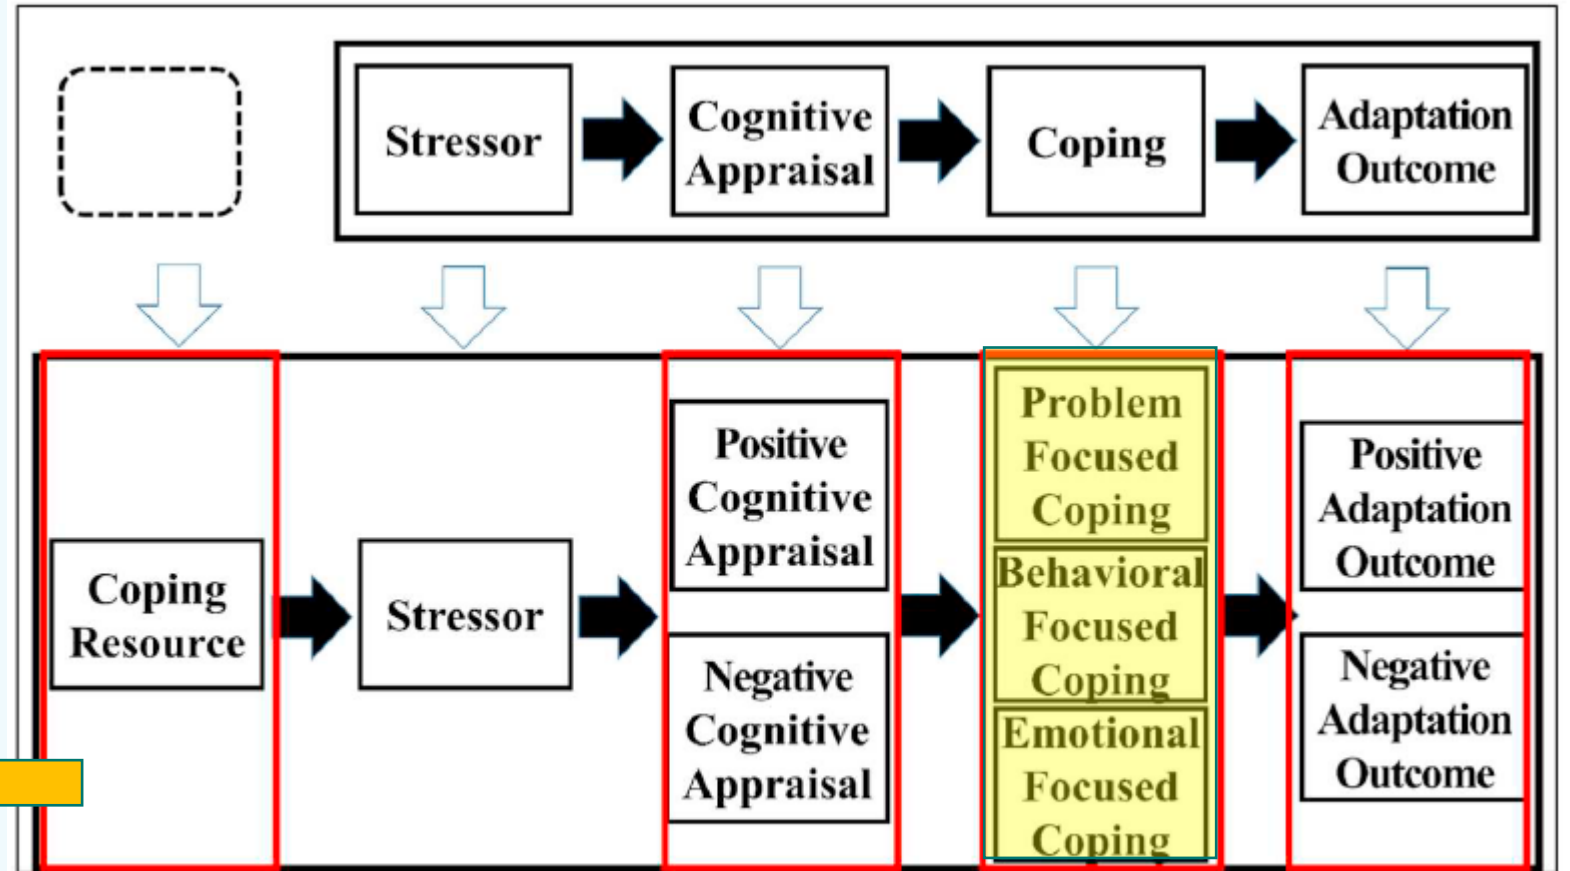 Stressor
Cognitive
Appraisal
Coping
Adaptation
Outcome
Coping
Resource
Stressor
Positive
Cognitive
Appraisal
Negative
Cognitive
Appraisal
Problem
Focused
Coping
Behavioral
Focused
Coping
Emotional
Focused
Coping
Positive
Adaptation
Outcome
Negative
Adaptation
Outcome